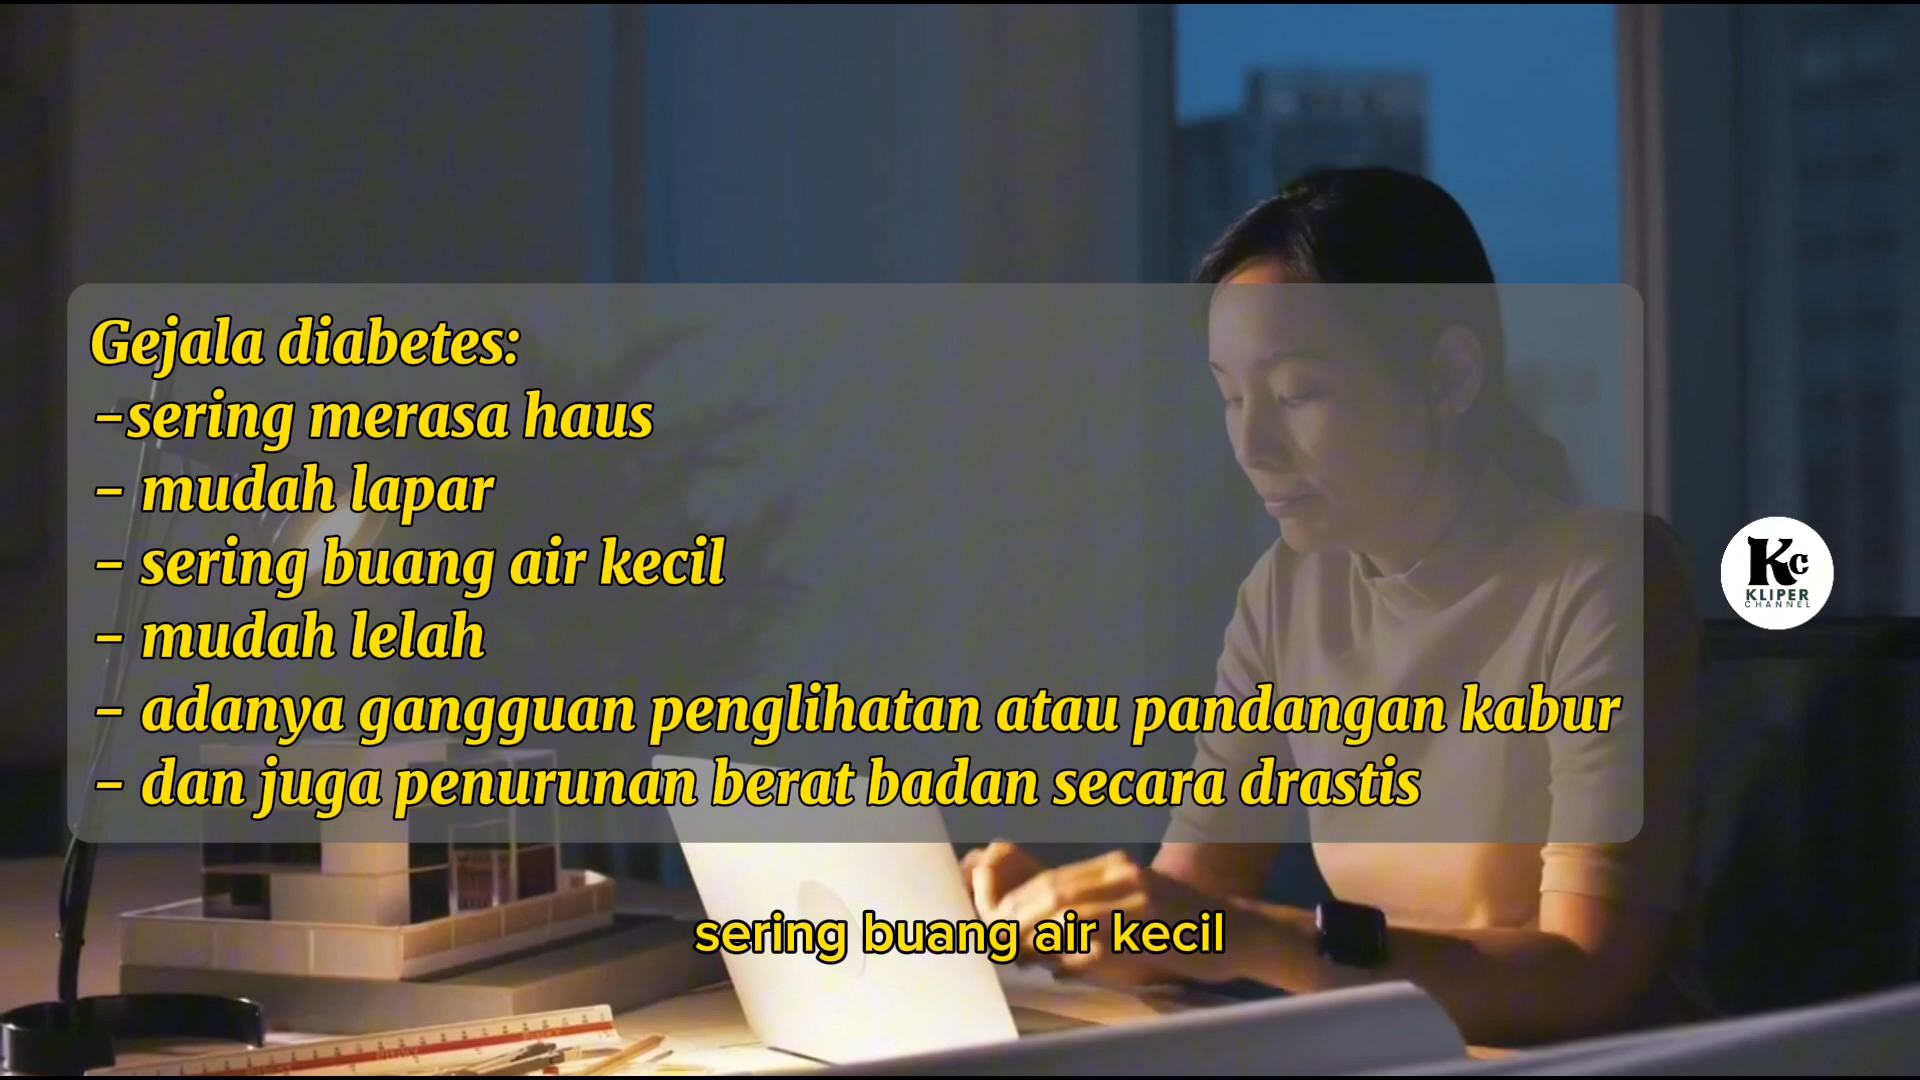 Gejala diabetes:
-sering merasa haus
- mudah lapar
- sering buang air kecil
- mudah lelah
- adanya gangguan penglihatan atau pandangan kabur
- dan juga penurunan berat badan secara drastis
Kc
KLIPER
CHANNEL
sering buang air kecil